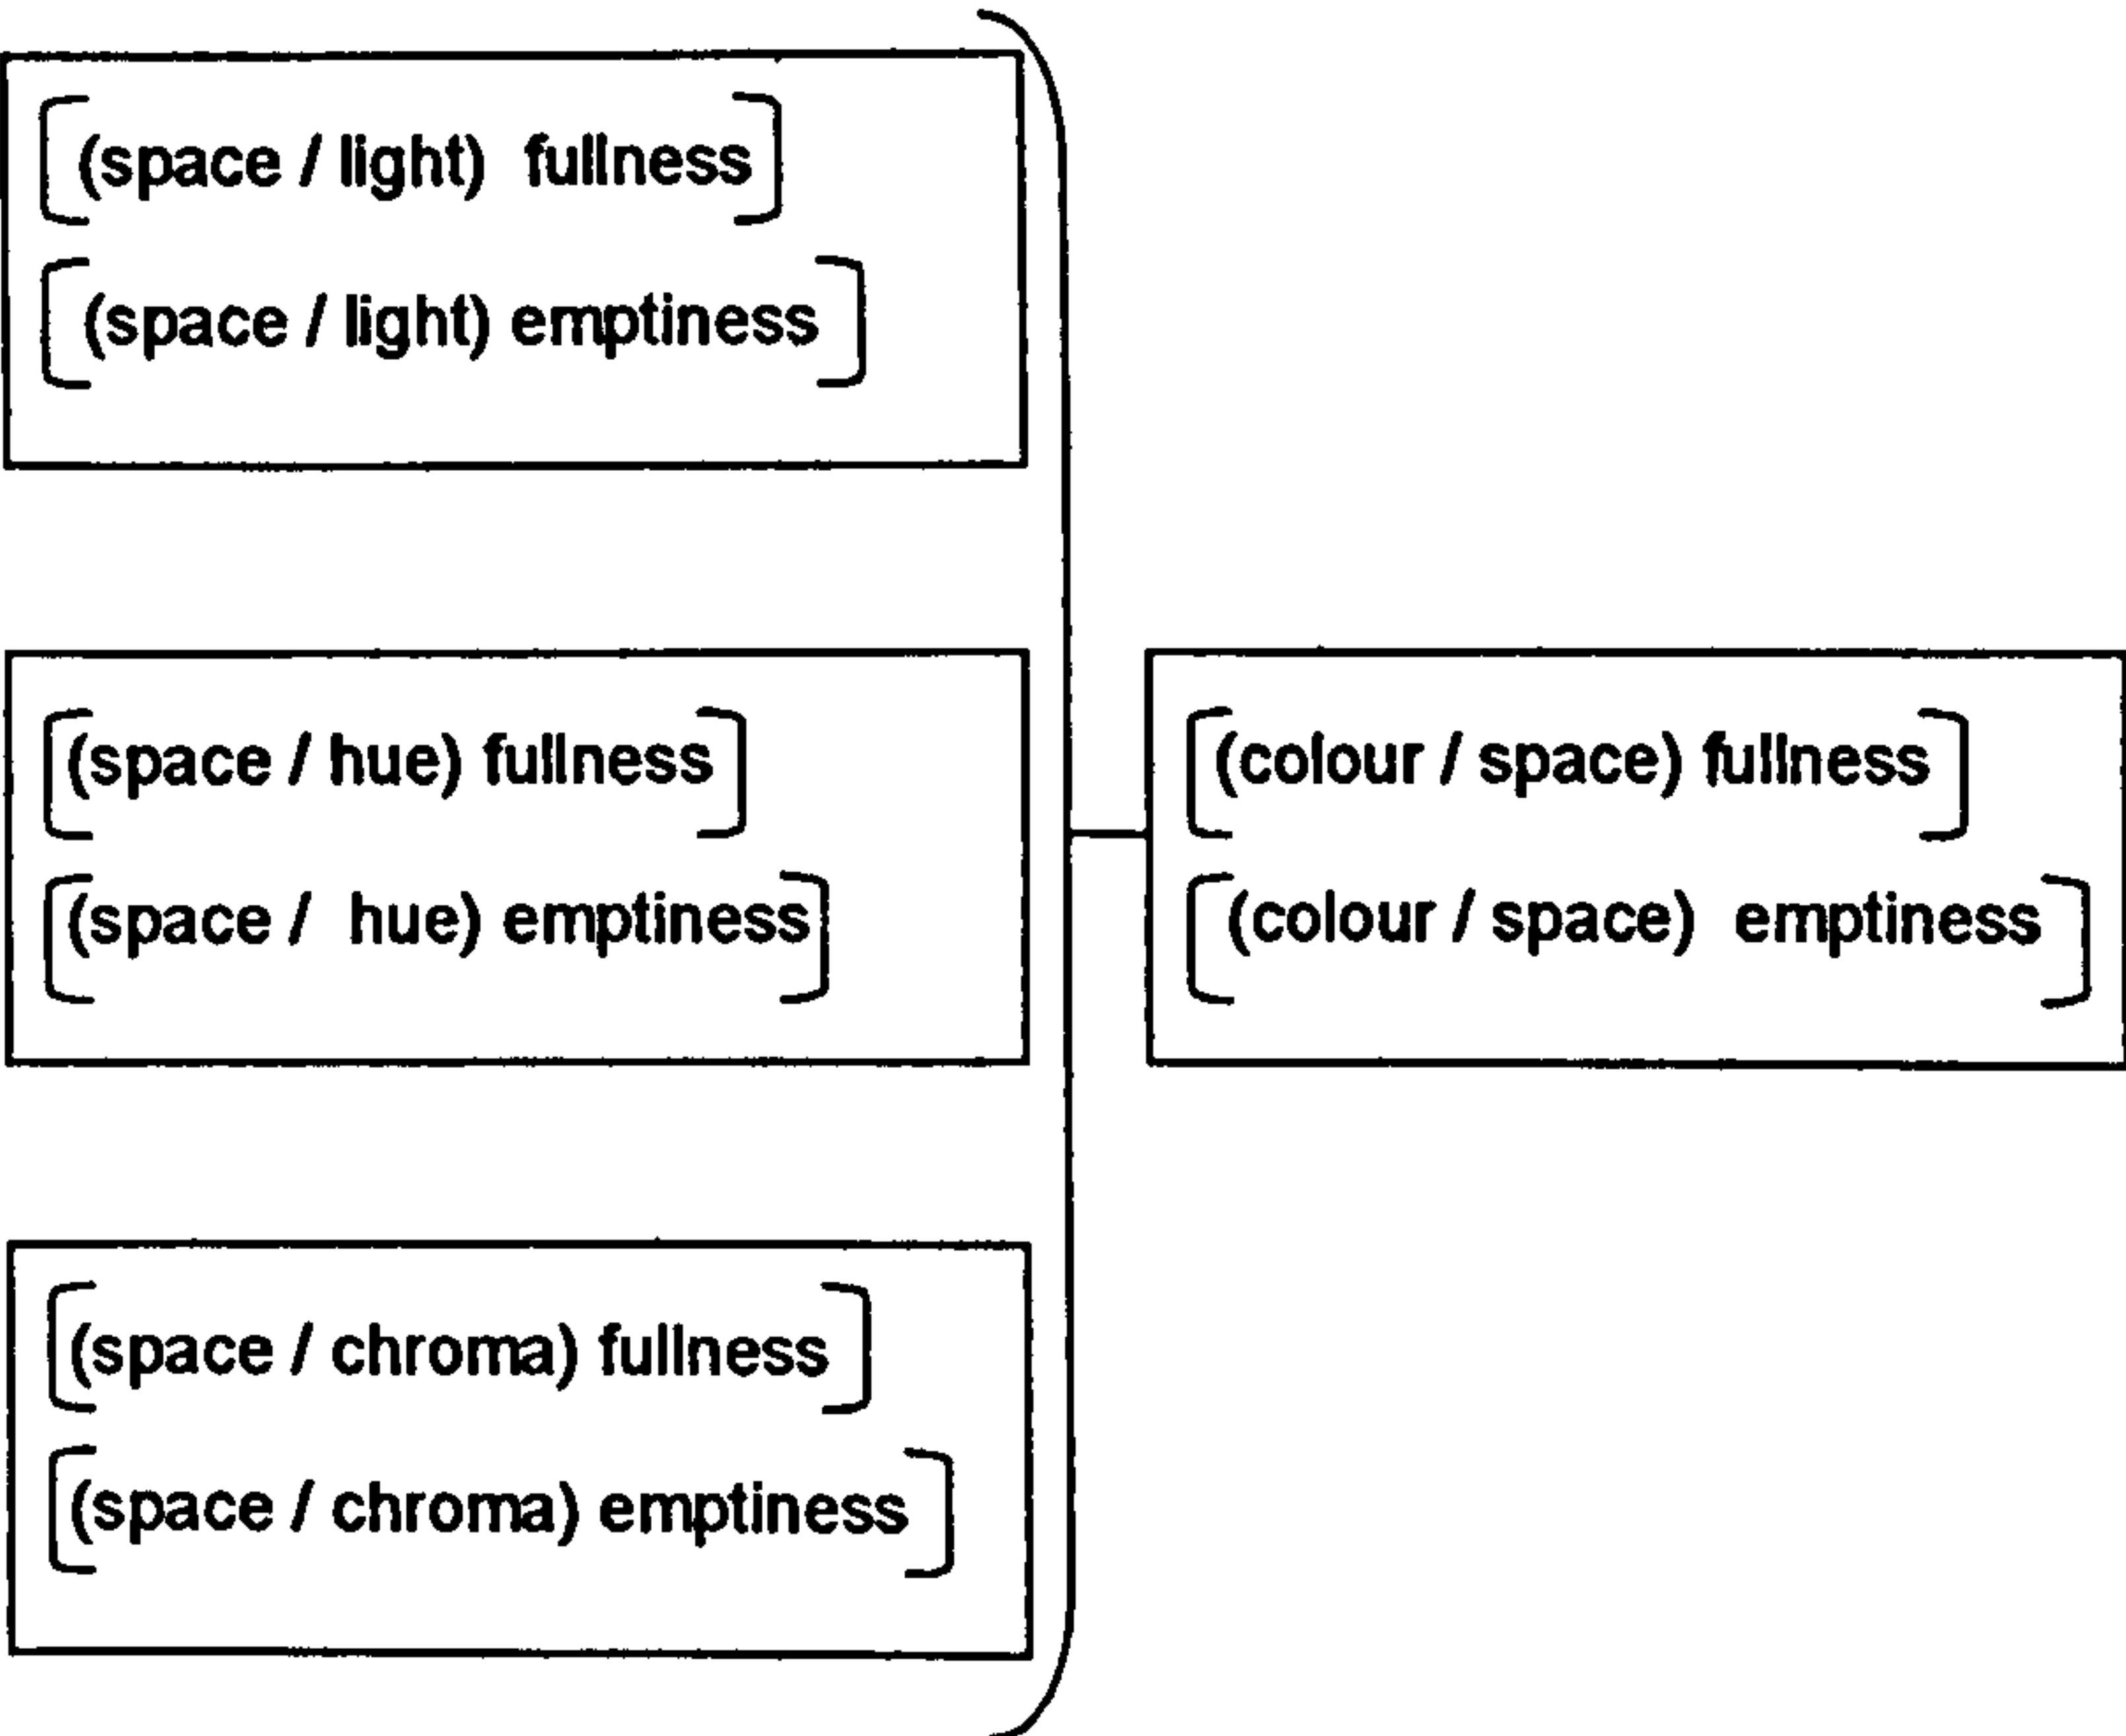 (space / light) fullness
(space / light) emptiness
(space / hue) fullness
(space / hue) emptiness
(colour / space) fullness
(colour / space) emptiness
(space / chroma) fullness
(space / chroma) emptiness